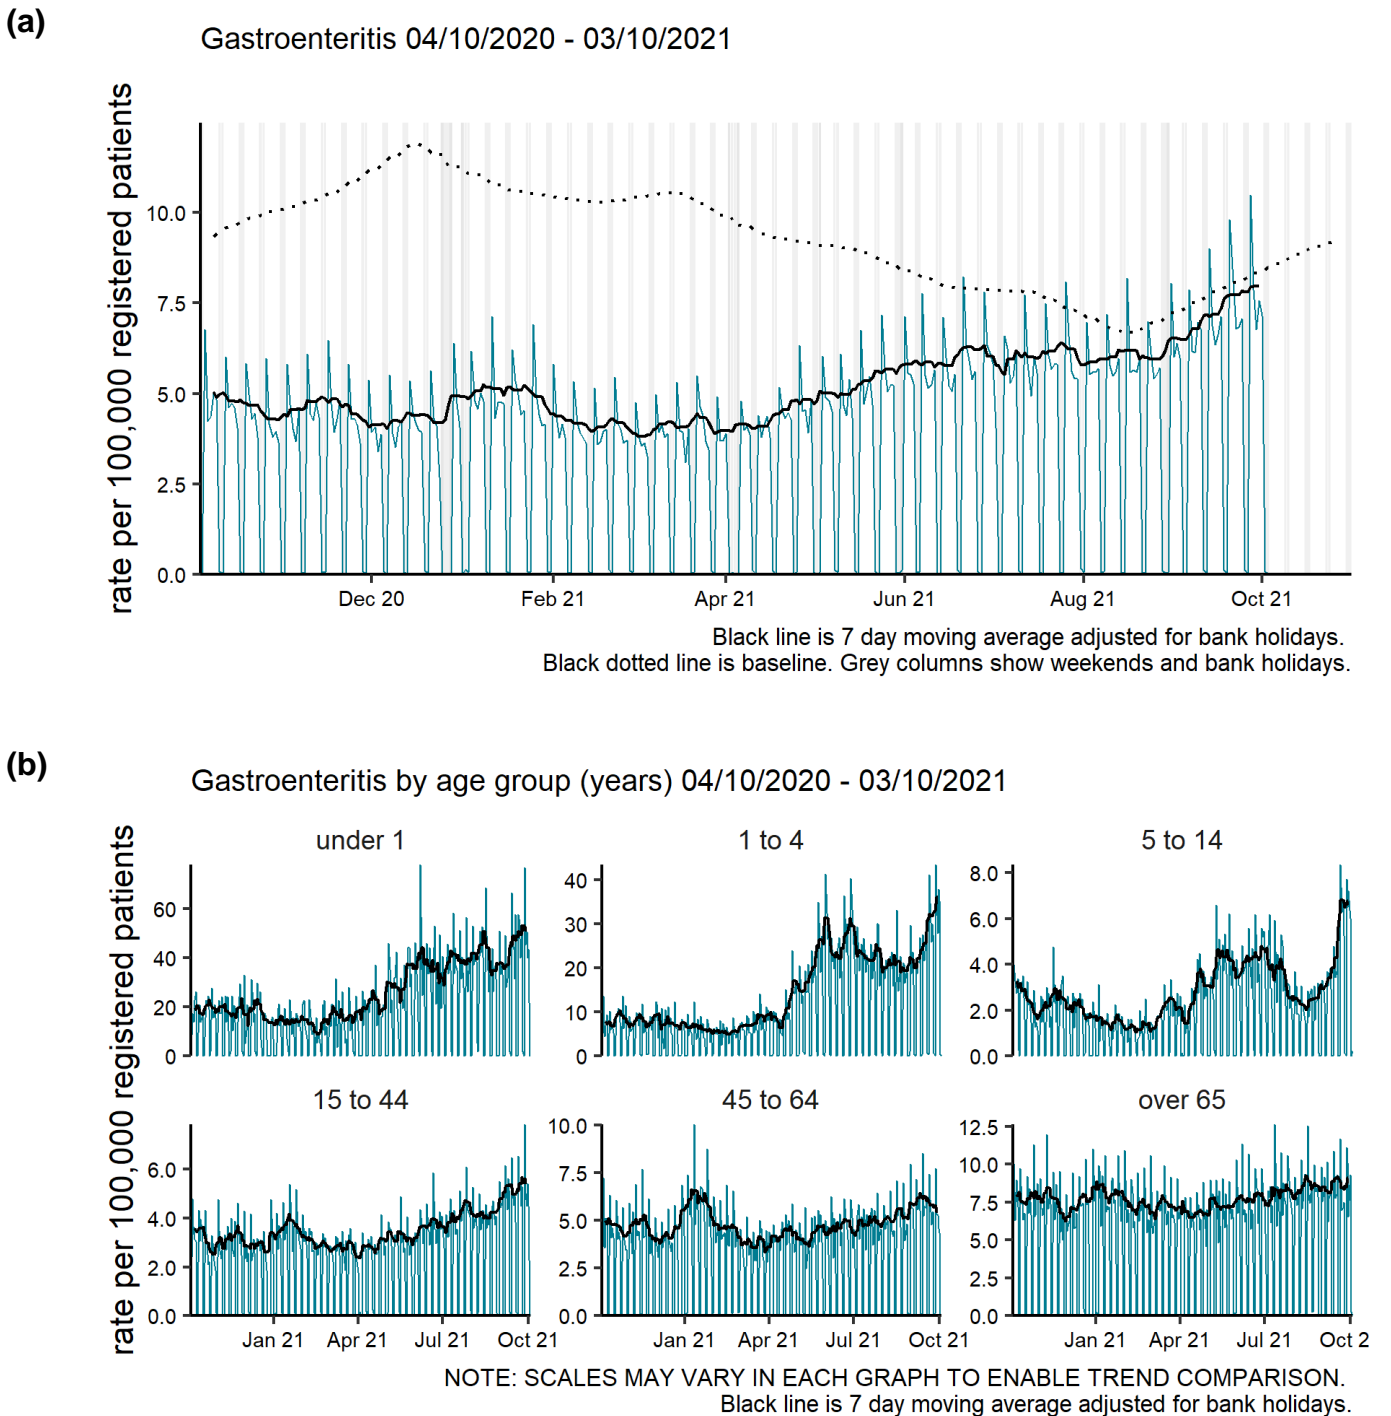 (a)
Gastroenteritis 04/10/2020 - 03/10/2021
rate per 100,000 registered patients
10.0
7.5
5.0
2.5
0.0
Dec 20 Feb 21 Apr 21 Jun 21 Aug 21 Oct 21
Black line is 7 day moving average adjusted for bank holidays.
Black dotted line is baseline. Grey columns show weekends and bank holidays.
(b)
Gastroenteritis by age group (years) 04/10/2020 - 03/10/2021
rate per 100,000 registered patients
under 1
60
40
20
0
1 to 4
40
30
20
10
0
5 to 14
8.0
6.0
4.0
2.0
0.0
15 to 44
6.0
4.0
2.0
0.0
Jan 21 Apr 21 Jul 21 Oct 21
45 to 64
10.0
7.5
5.0
2.5
0.0
Jan 21 Apr 21 Jul 21 Oct 21
over 65
12.5
10.0
7.5
5.0
2.5
0.0
Jan 21 Apr 21 Jul 21 Oct 2
NOTE: SCALES MAY VARY IN EACH GRAPH TO ENABLE TREND COMPARISON.
Black line is 7 day moving average adjusted for bank holidays.